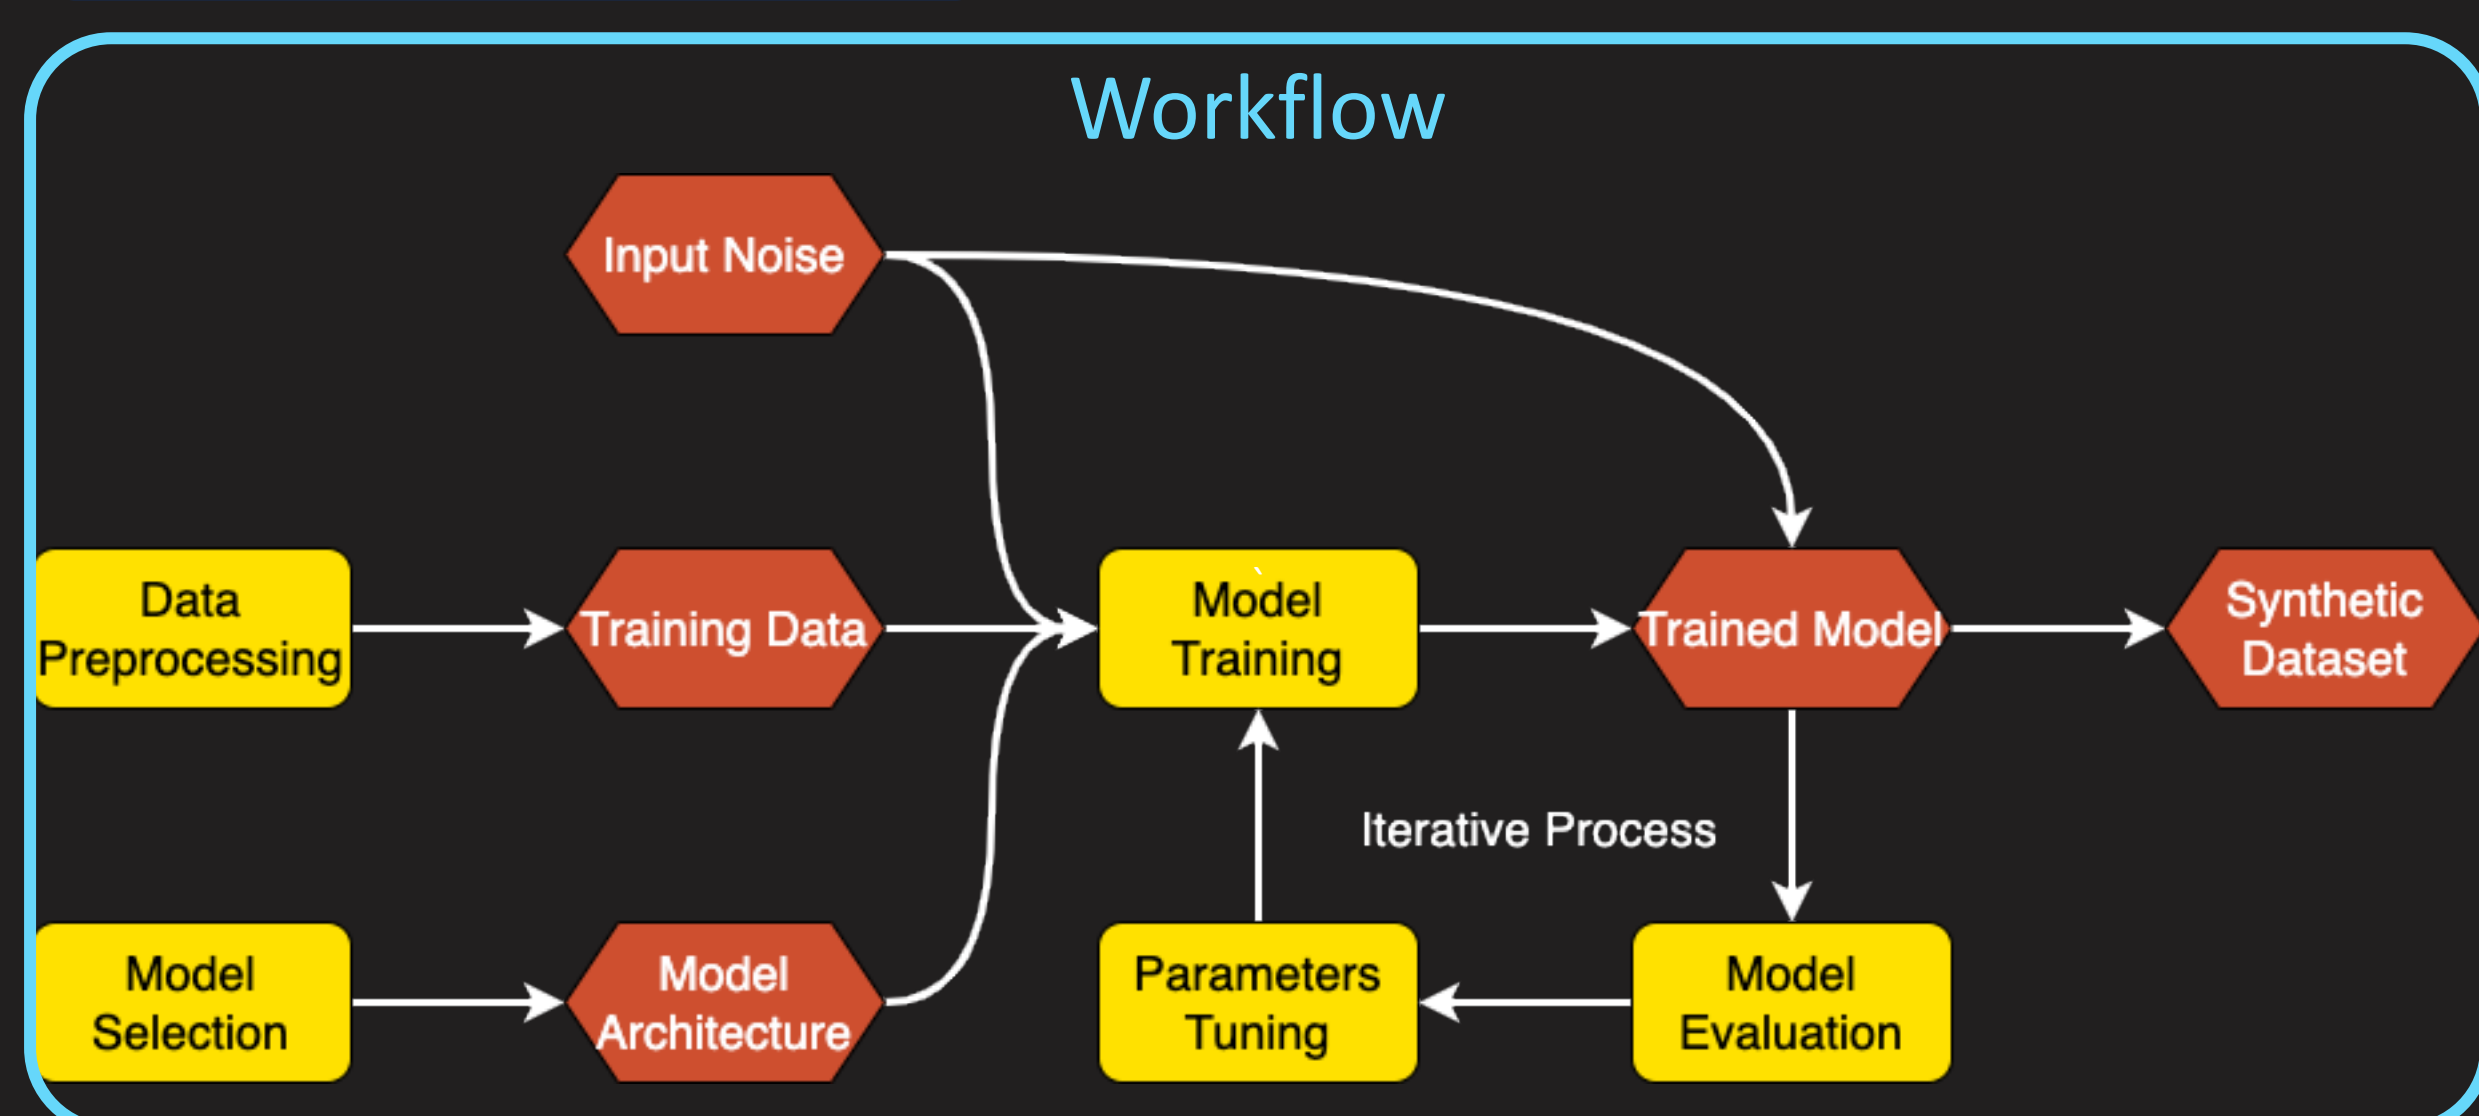 Workflow
Input Noise
Data
Preprocessing
Training Data
`
Model
Training
Trained Model
Synthetic
Dataset
Iterative Process
Model
Selection
Model
Architecture
Parameters
Tuning
Model
Evaluation